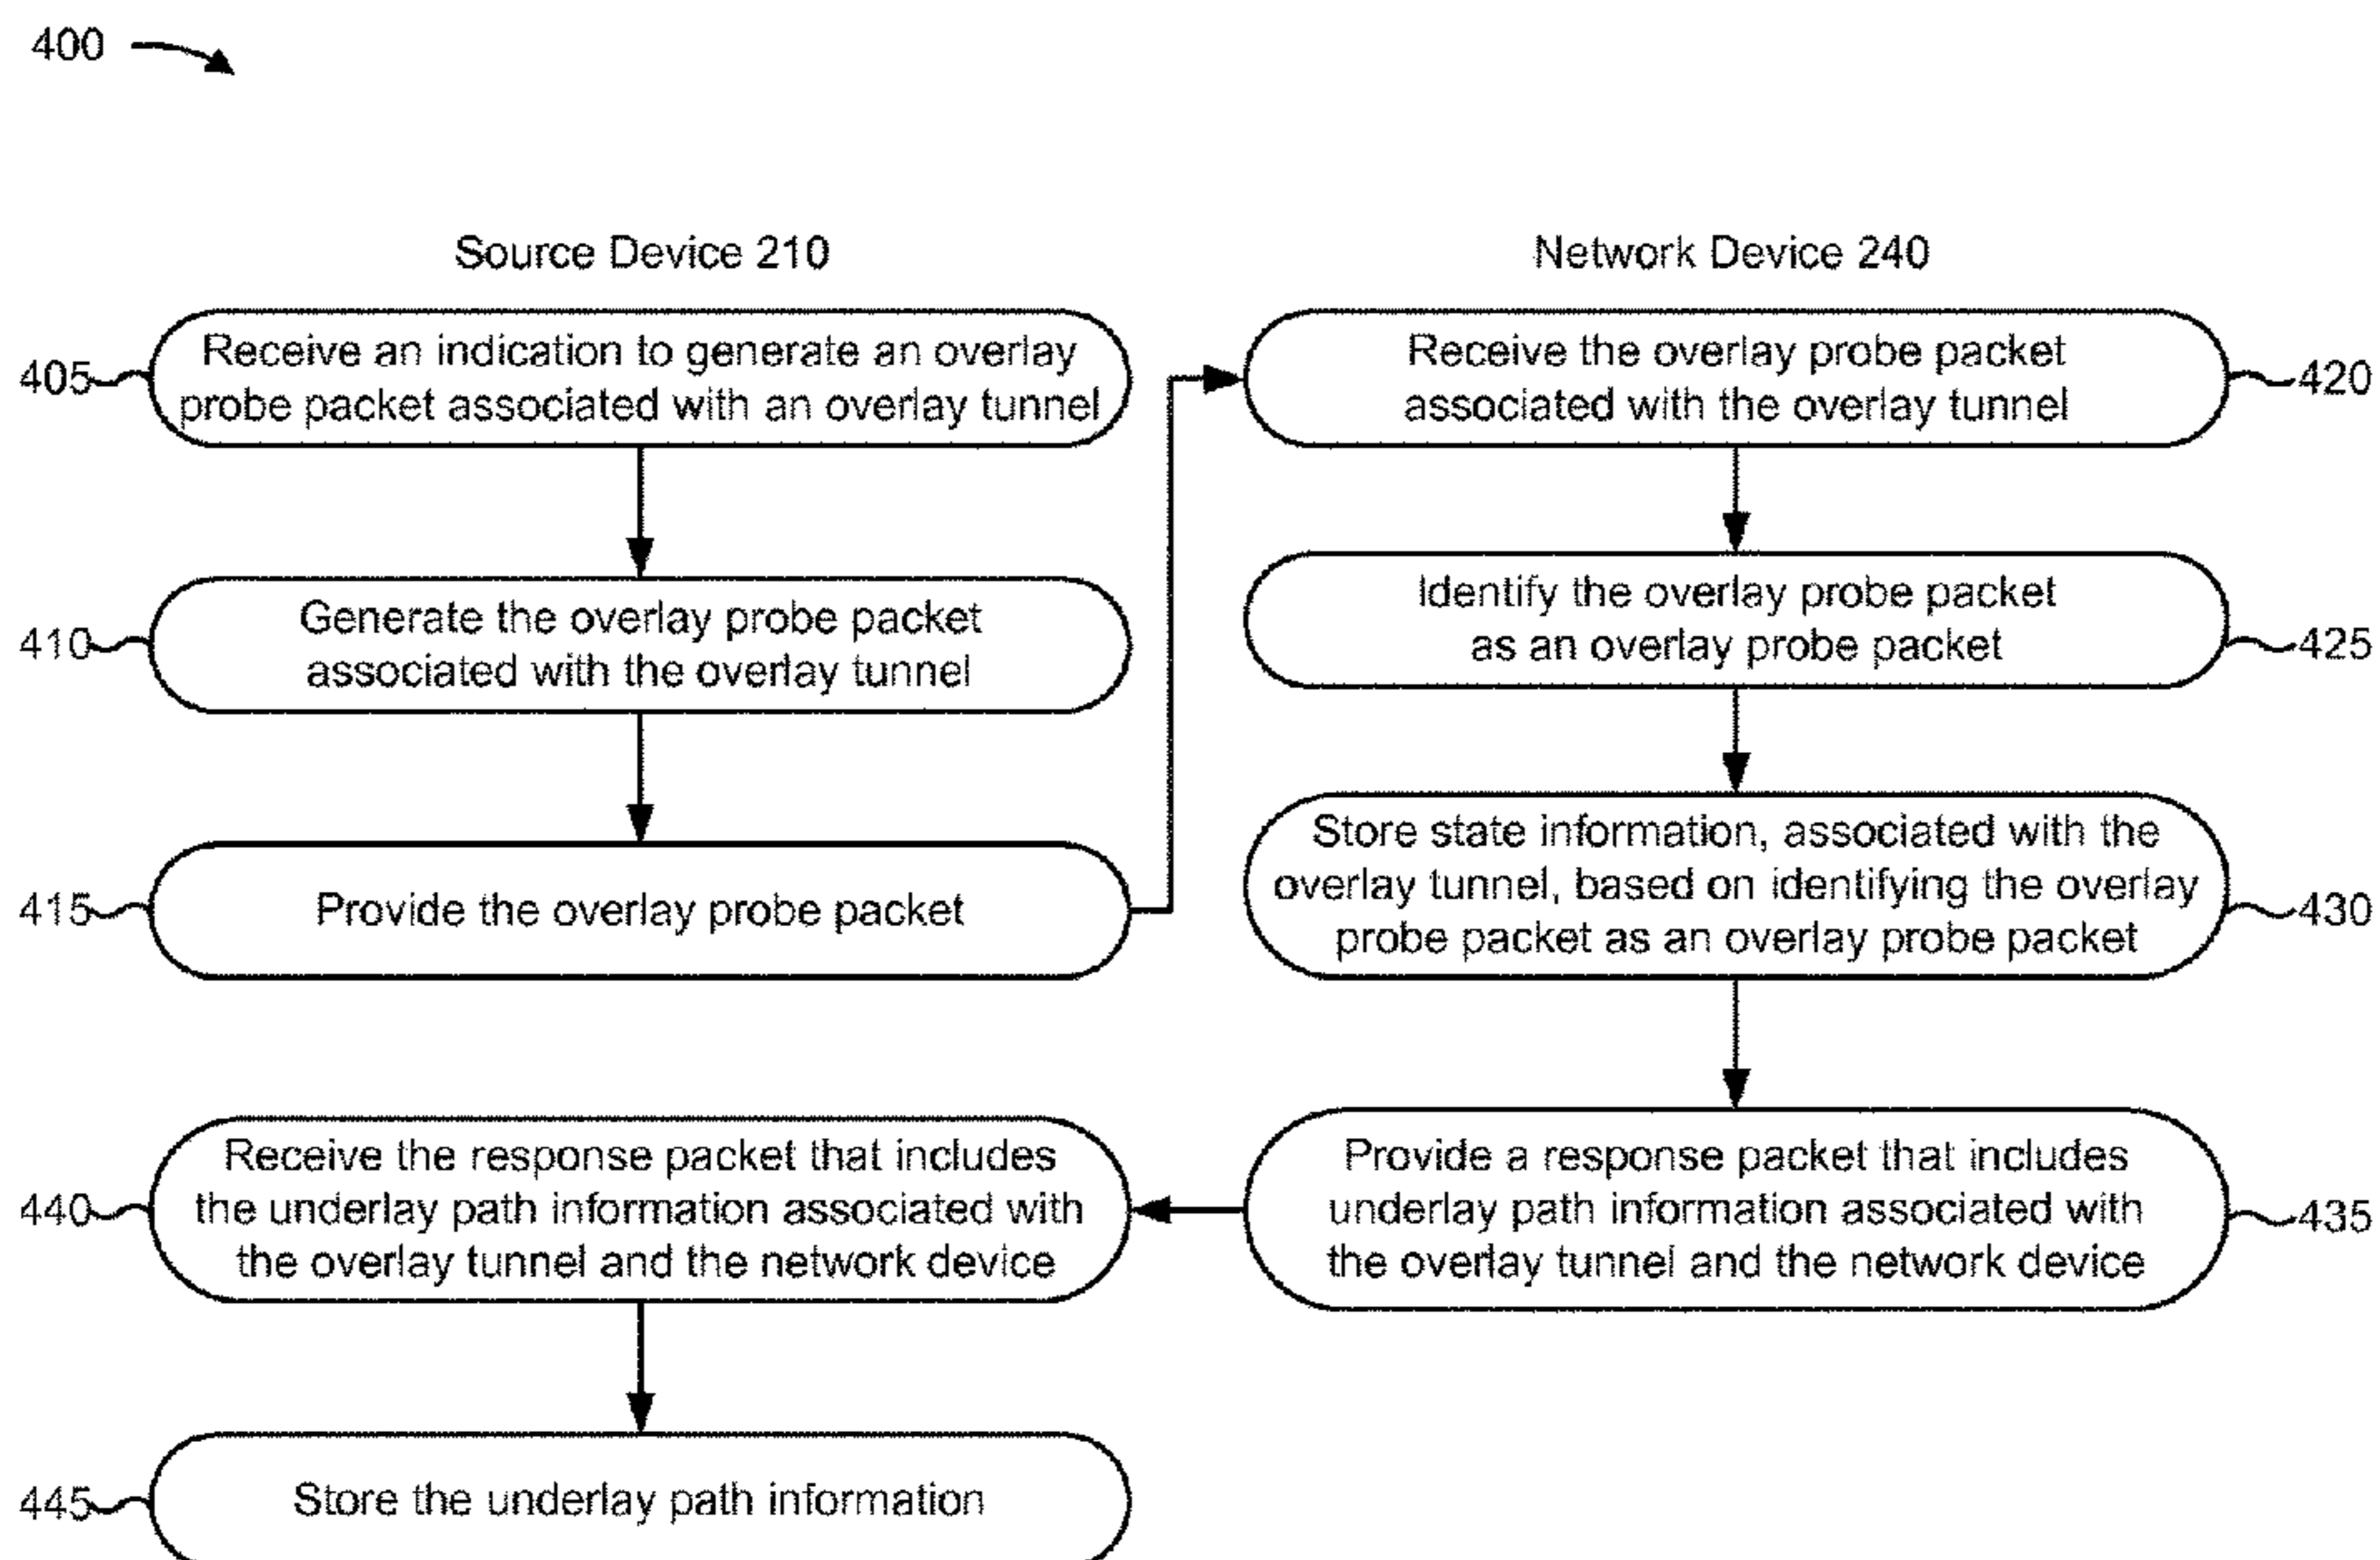 400
Source Device 210
405
Receive an indication to generate an overlay
probe packet associated with an overlay tunnel
410
Generate the overlay probe packet
associated with the overlay tunnel
415
Provide the overlay probe packet
Network Device 240
Receive the overlay probe packet
associated with the overlay tunnel
420
Identify the overlay probe packet
as an overlay probe packet
425
Store state information, associated with the
overlay tunnel, based on identifying the overlay
probe packet as an overlay probe packet
430
Provide a response packet that includes
underlay path information associated with
the overlay tunnel and the network device
435
440
Receive the response packet that includes
the underlay path information associated with
the overlay tunnel and the network device
445
Store the underlay path information